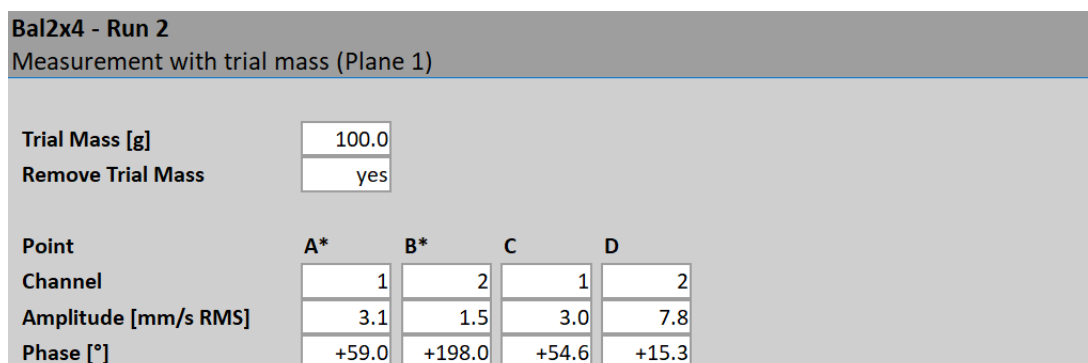 Bal2x4 - Run 2
Measurement with trial mass (Plane 1)
Trial Mass [g] 100.0
Remove Trial Mass yes
Point A* B* C D
Channel 1 2 1 2
Amplitude [mm/s RMS] 3.1 1.5 3.0 7.8
Phase [°] +59.0 +198.0 +54.6 +15.3